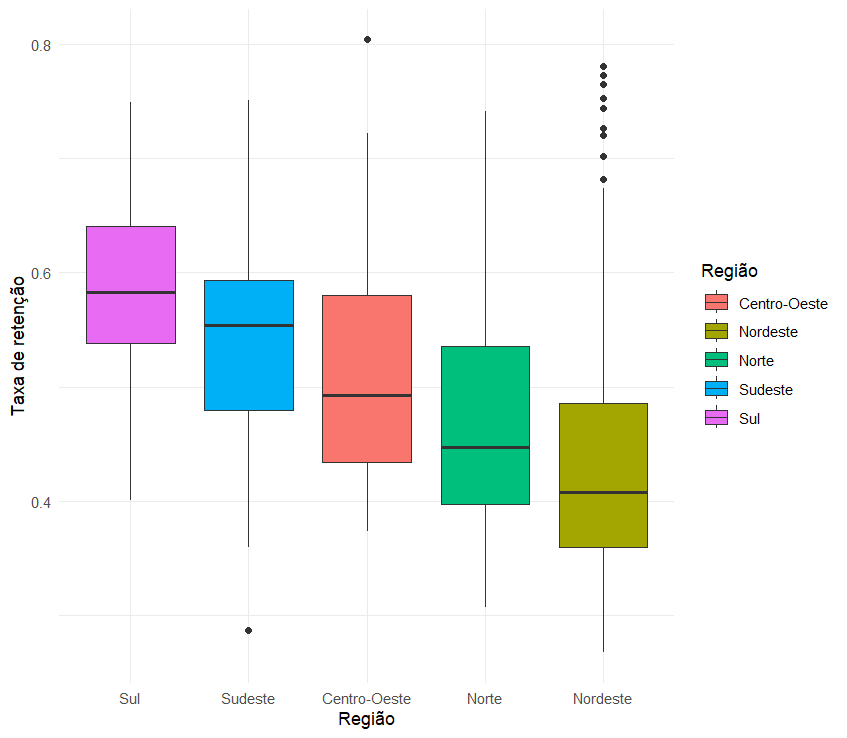 Taxa de retenção
0.8
0.6
0.4
Sul
Sudeste
Centro-Oeste
Norte
Nordeste
Região
Região
Centro-Oeste
Nordeste
Norte
Sudeste
Sul